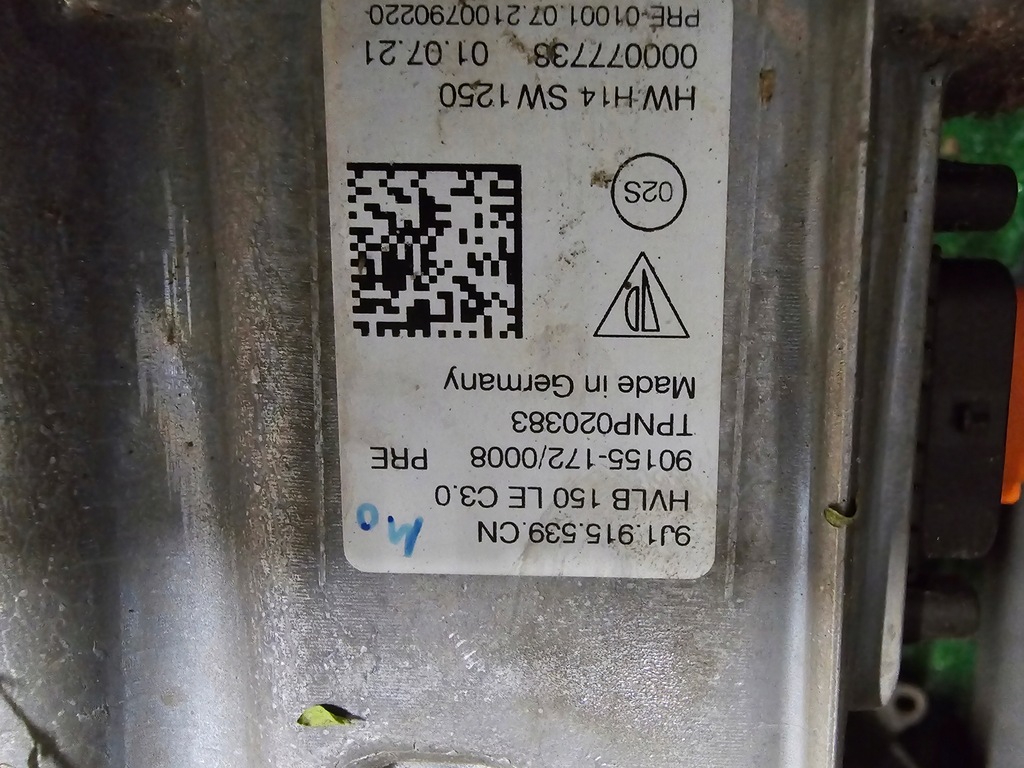 9J1.915.539.CN
HVLB 150 LE C3.0
90155-172/0008 PRE
TPNP020383
Made in Germany
02S
HW H14 SW 1250
000077738 01.07.21
PRE-01001.07.2100790220-